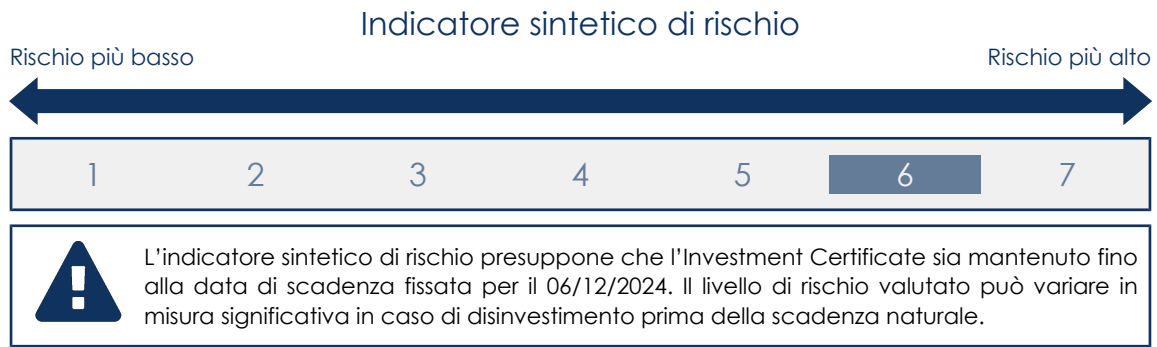 Indicatore sintetico di rischio
Rischio più basso
Rischio più alto
1 2 3 4 5 6 7
L'indicatore sintetico di rischio presuppone che l'Investment Certificate sia mantenuto fino
alla data di scadenza fissata per il 06/12/2024. Il livello di rischio valutato può variare in
misura significativa in caso di disinvestimento prima della scadenza naturale.